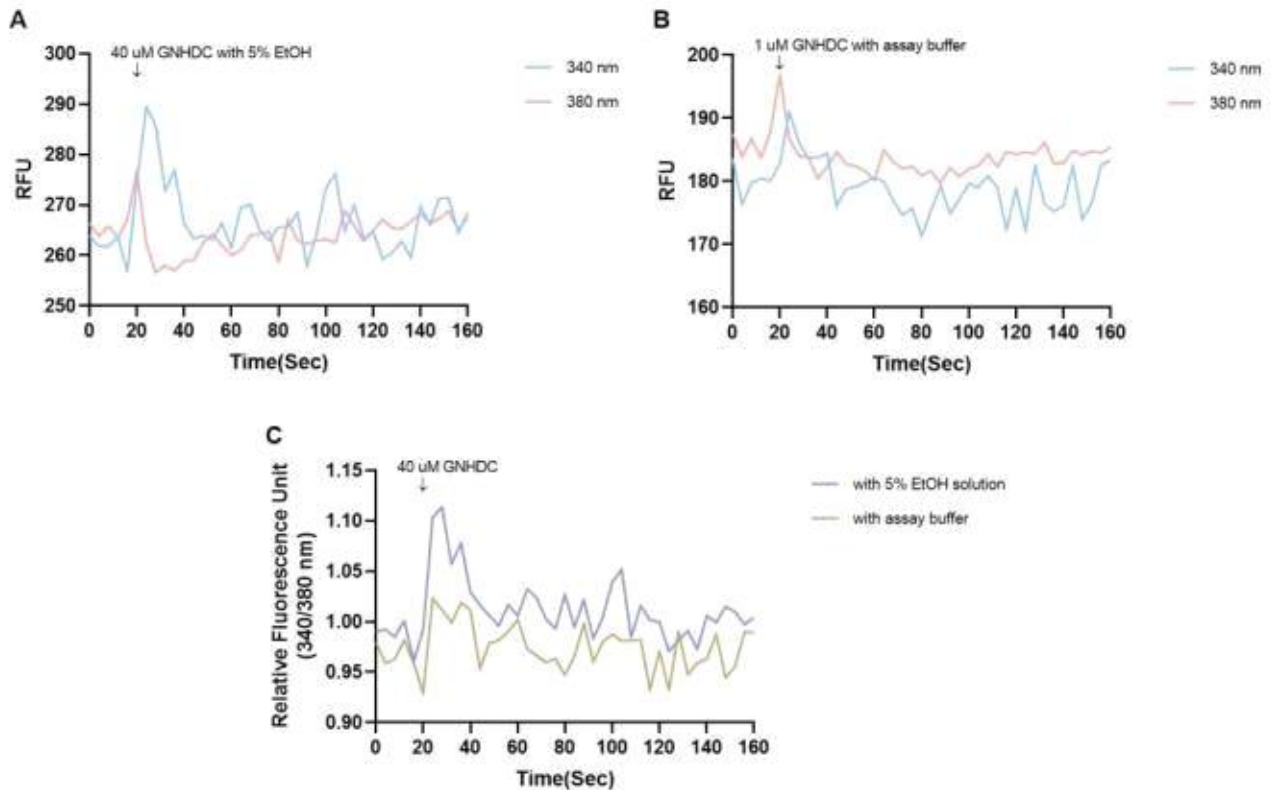 A
40 uM GNHDC with 5% EtOH
↓
340 nm
380 nm
300
290
280
270
260
250
RFU
0 20 40 60 80 100 120 140 160
Time(Sec)
B
1 uM GNHDC with assay buffer
↓
340 nm
380 nm
200
190
180
170
160
RFU
0 20 40 60 80 100 120 140 160
Time(Sec)
C
40 uM GNHDC
↓
with 5% EtOH solution
with assay buffer
1.15
1.10
1.05
1.00
0.95
0.90
Relative Fluorescence Unit
(340/380 nm)
0 20 40 60 80 100 120 140 160
Time(Sec)